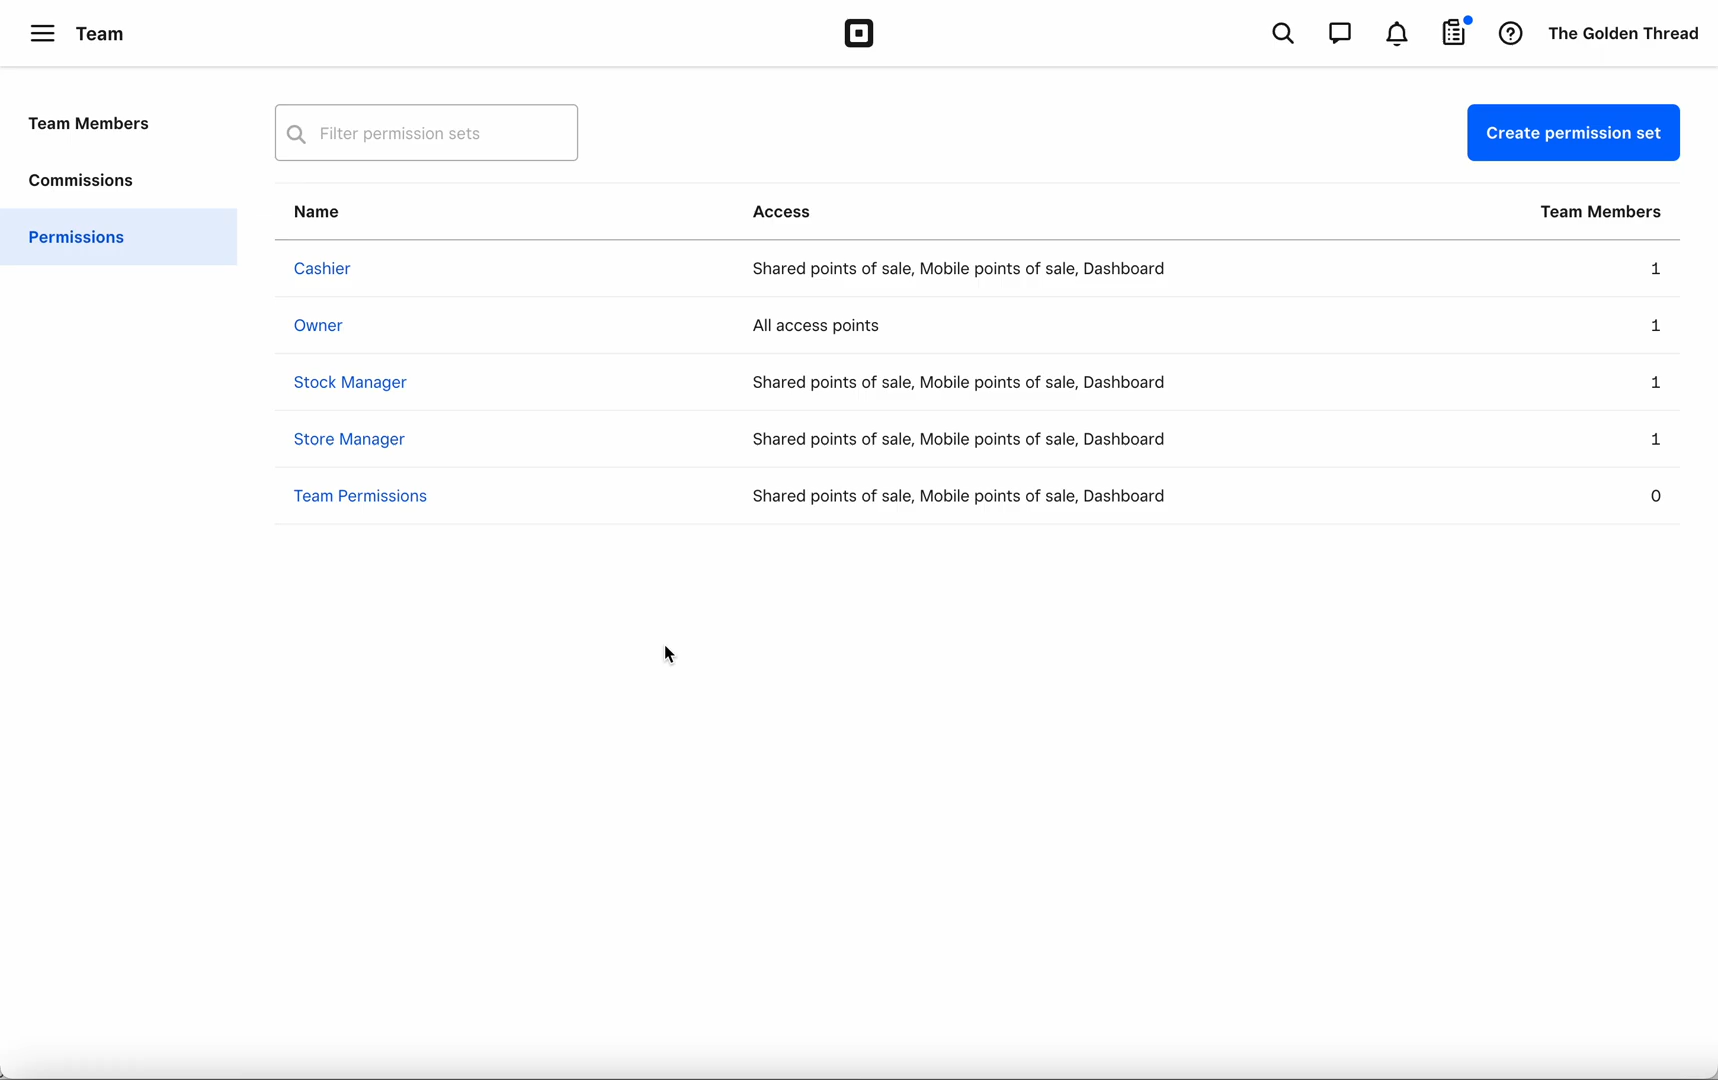 Team
The Golden Thread
Team Members
Commissions
Permissions
Filter permission sets
Create permission set
Name Access Team Members
Cashier Shared points of sale, Mobile points of sale, Dashboard 1
Owner All access points 1
Stock Manager Shared points of sale, Mobile points of sale, Dashboard 1
Store Manager Shared points of sale, Mobile points of sale, Dashboard 1
Team Permissions Shared points of sale, Mobile points of sale, Dashboard 0